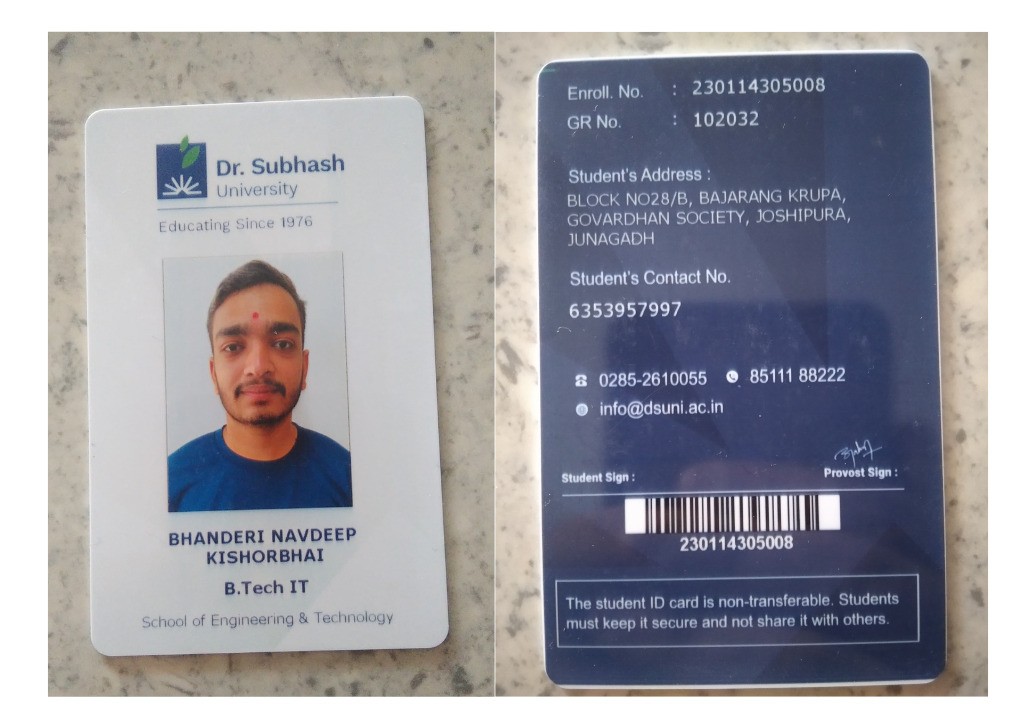 Dr. Subhash
University
Educating Since 1976
BHANDERI NAVDEEP
KISHORBHAI
B.Tech IT
School of Engineering & Technology
Enroll. No. : 230114305008
GR No. : 102032
Student's Address :
BLOCK NO28/B, BAJARANG KRUPA,
GOVARDHAN SOCIETY, JOSHIPURA,
JUNAGADH
Student's Contact No.
6353957997
0285-2610055 85111 88222
info@dsuni.ac.in
Student Sign : Provost Sign :
230114305008
The student ID card is non-transferable. Students
must keep it secure and not share it with others.